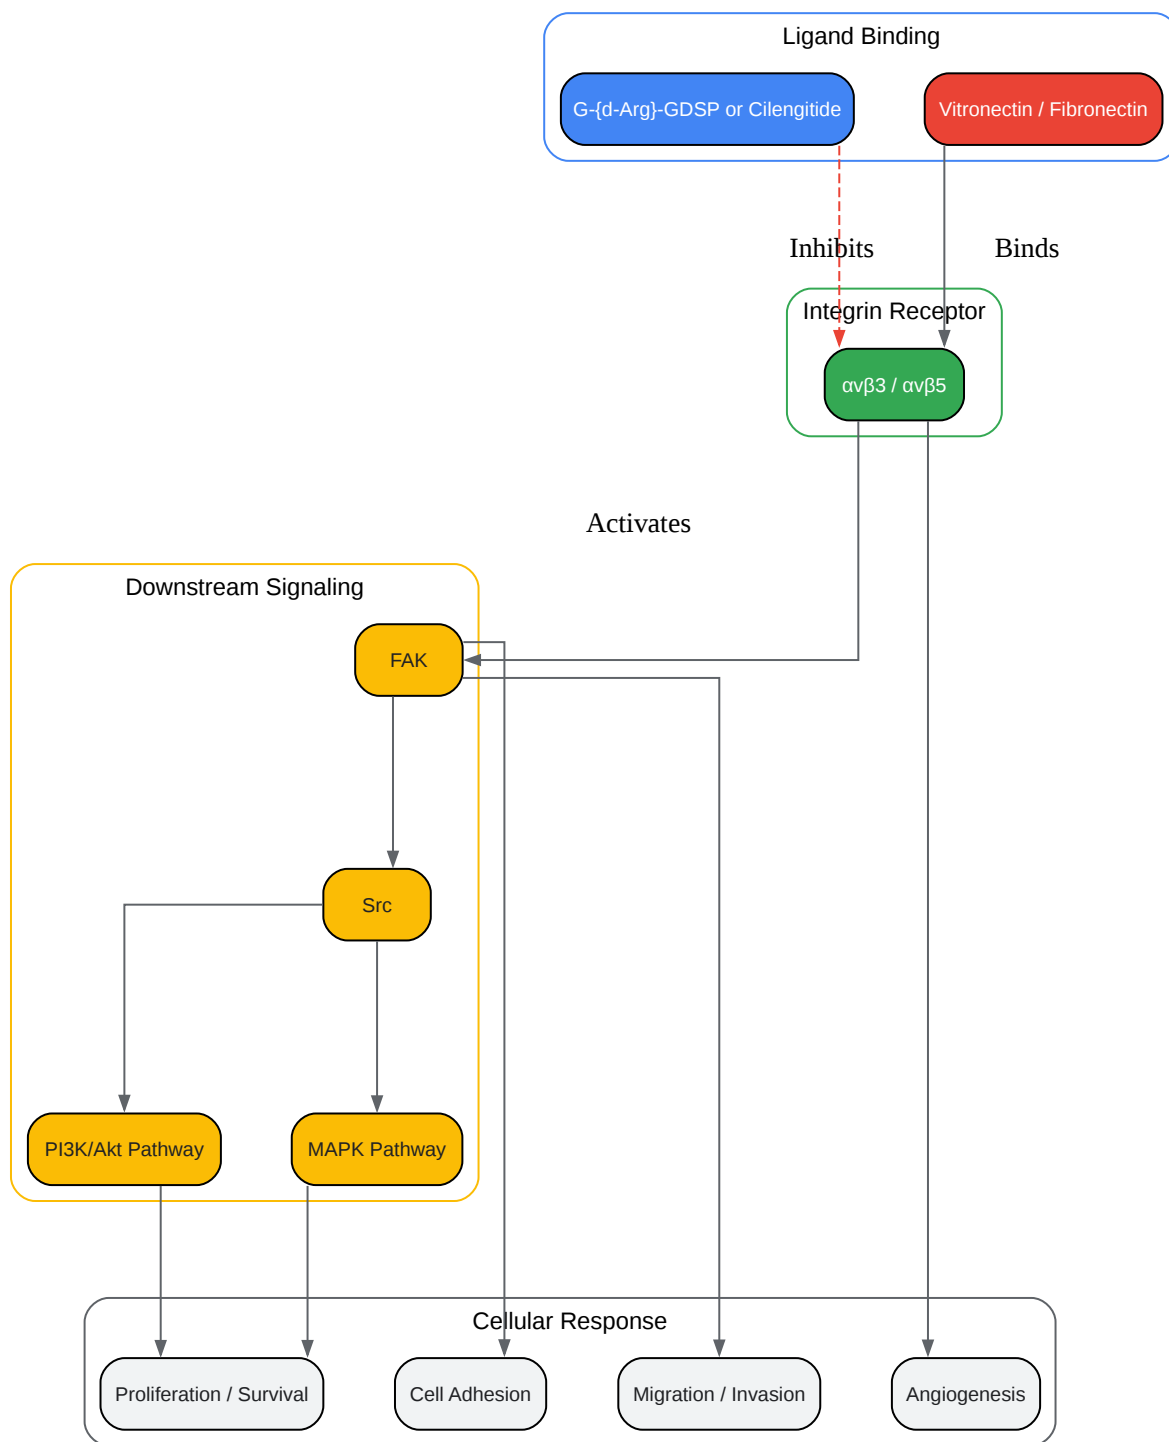 Ligand Binding
G-{d-Arg}-GDSP or Cilengitide
Vitronectin / Fibronectin
Inhibits
Binds
Integrin Receptor
αvβ3 / αvβ5
Activates
Downstream Signaling
FAK
Src
PI3K/Akt Pathway
MAPK Pathway
Cellular Response
Proliferation / Survival
Cell Adhesion
Migration / Invasion
Angiogenesis